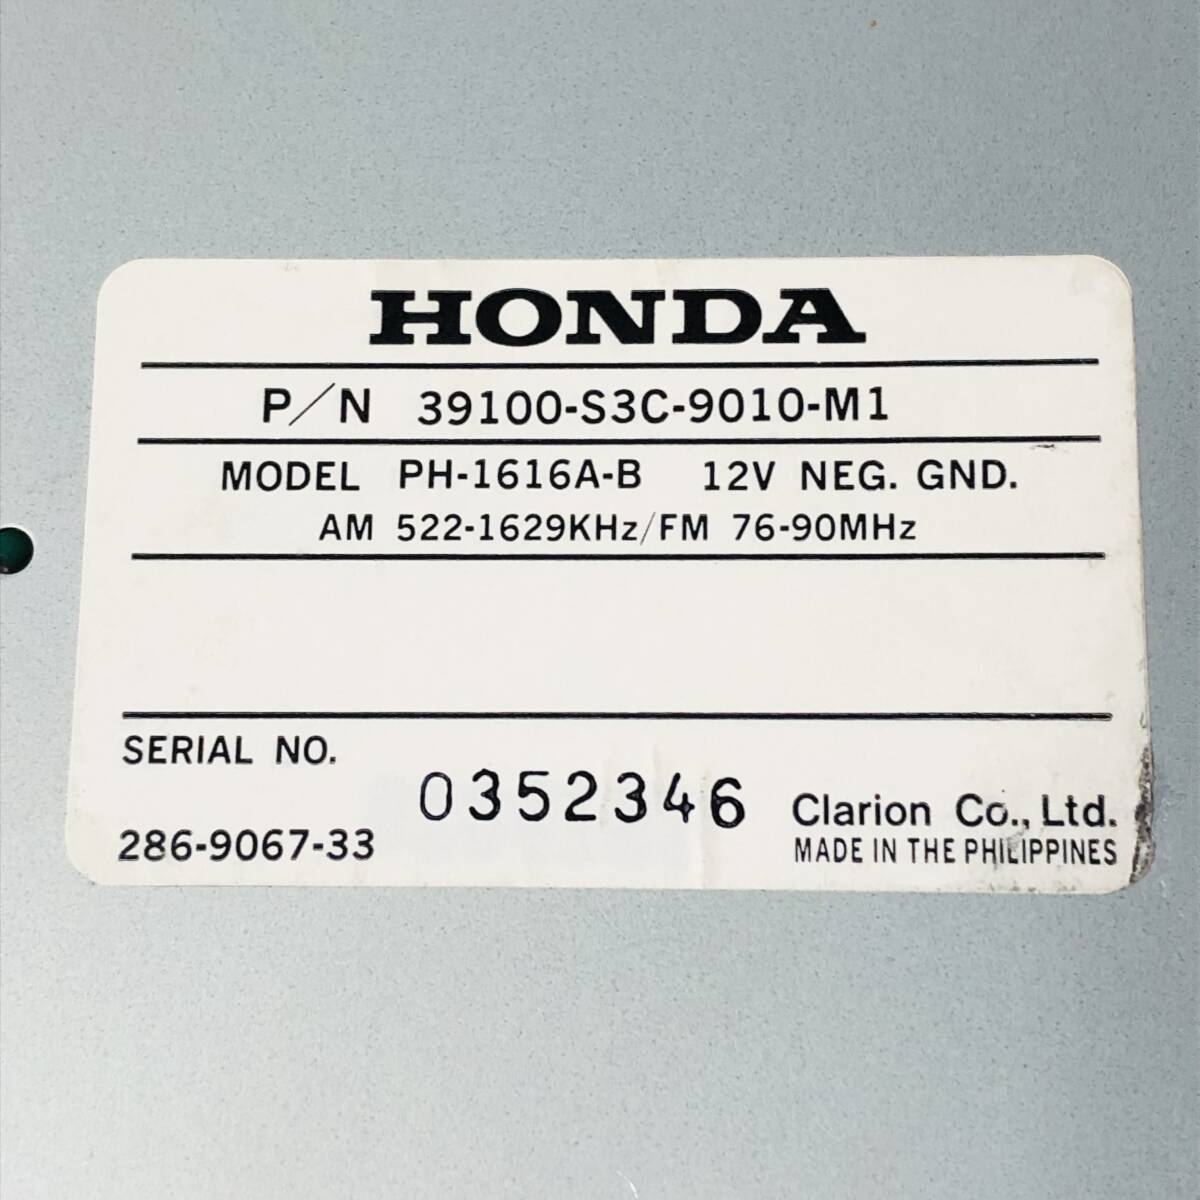 HONDA
P/N 39100-S3C-9010-M1
MODEL PH-1616A-B 12V NEG. GND.
AM 522-1629KHz/FM 76-90MHz
SERIAL NO.
0352346
286-9067-33
Clarion Co., Ltd.
MADE IN THE PHILIPPINES